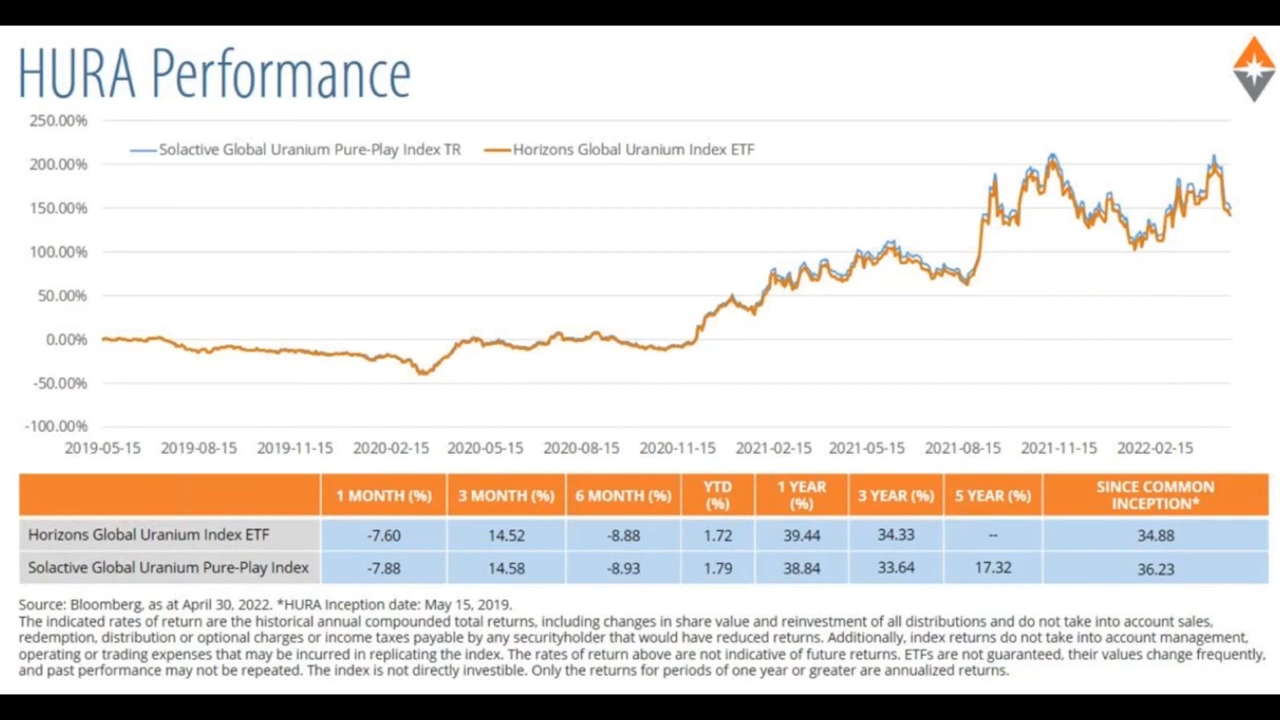 HURA Performance
250.00%
Solactive Global Uranium Pure-Play Index TR Horizons Global Uranium Index ETF
200.00%
150.00%
100.00%
50.00%
0.00%
-50.00%
-100.00%
2019-05-15 2019-08-15 2019-11-15 2020-02-15 2020-05-15 2020-08-15 2020-11-15 2021-02-15 2021-05-15 2021-08-15 2021-11-15 2022-02-15
1 MONTH (%) 3 MONTH (%) 6 MONTH (%) YTD (%) 1 YEAR (%) 3 YEAR (%) 5 YEAR (%) SINCE COMMON INCEPTION*
Horizons Global Uranium Index ETF -7.60 14.52 -8.88 1.72 39.44 34.33 -- 34.88
Solactive Global Uranium Pure-Play Index -7.88 14.58 -8.93 1.79 38.84 33.64 17.32 36.23
Source: Bloomberg, as at April 30, 2022. *HURA Inception date: May 15, 2019.
The indicated rates of return are the historical annual compounded total returns, including changes in share value and reinvestment of all distributions and do not take into account sales,
redemption, distribution or optional charges or income taxes payable by any securityholder that would have reduced returns. Additionally, index returns do not take into account management,
operating or trading expenses that may be incurred in replicating the index. The rates of return above are not indicative of future returns. ETFs are not guaranteed, their values change frequently,
and past performance may not be repeated. The index is not directly investible. Only the returns for periods of one year or greater are annualized returns.